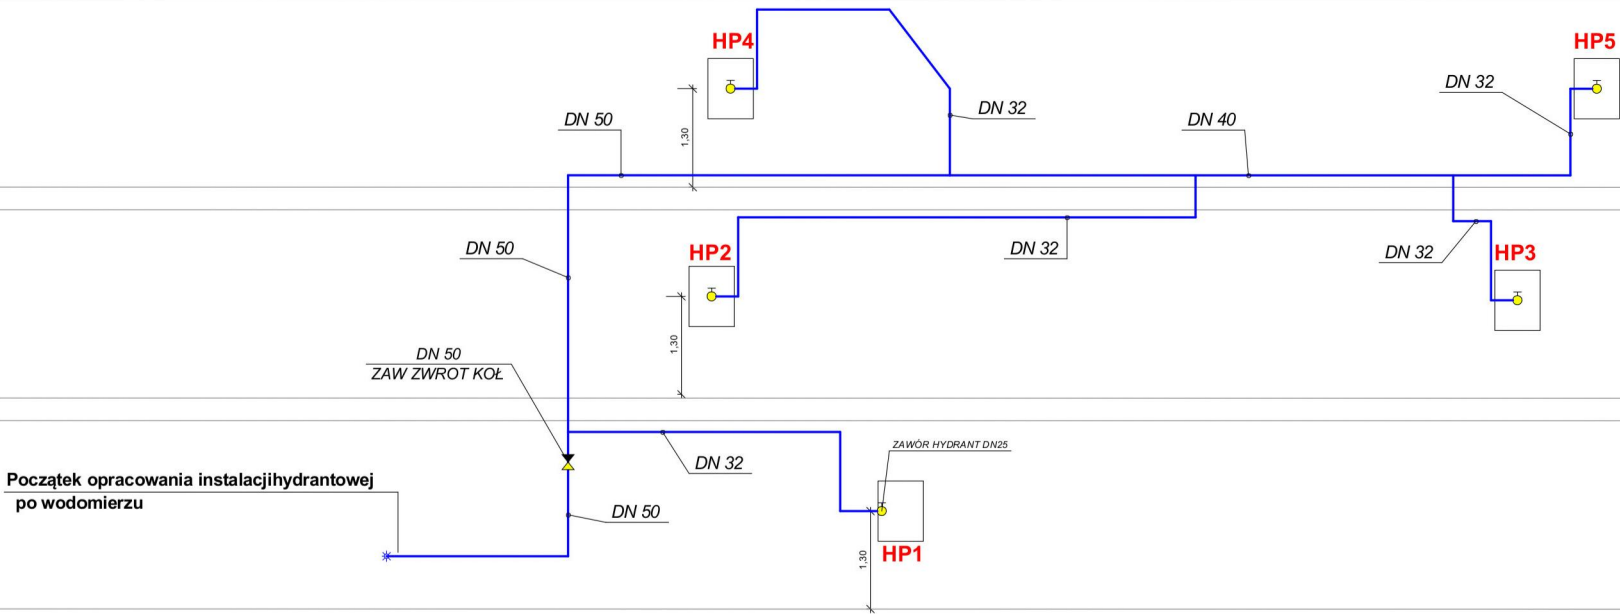 HP4
HP5
DN 32
DN 32
DN 50
DN 40
1,30
DN 50
HP2
DN 32
DN 32
HP3
1,30
DN 50
ZAW ZWROT KOŁ
ZAWÓR HYDRANT DN25
DN 32
Początek opracowania instalacjihydrantowej
po wodomierzu
DN 50
HP1
1,30